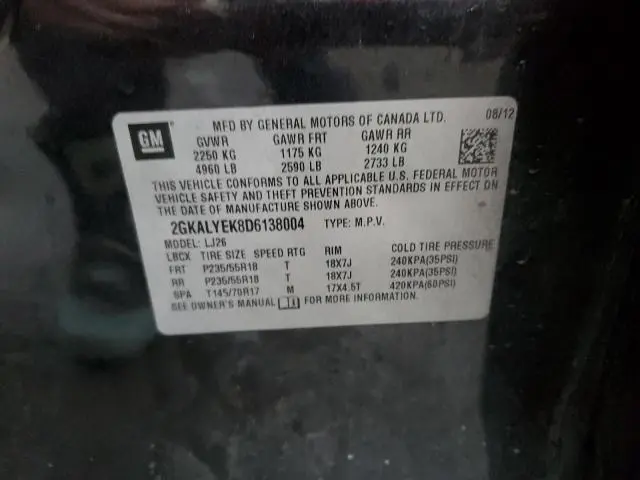 GM
MFD BY GENERAL MOTORS OF CANADA LTD. 08/12
GVWR GAWR FRT GAWR RR
2250 KG 1175 KG 1240 KG
4960 LB 2590 LB 2733 LB
THIS VEHICLE CONFORMS TO ALL APPLICABLE U.S. FEDERAL MOTOR
VEHICLE SAFETY AND THEFT PREVENTION STANDARDS IN EFFECT ON
THE DATE OF MANUFACTURE SHOWN ABOVE.
2GKALYEK8D6138004 TYPE: M.P.V.
MODEL: LJ26
LBCX TIRE SIZE SPEED RTG RIM COLD TIRE PRESSURE
FRT P235/55R18 T 18X7J 240KPA(35PSI)
RR P235/55R18 T 18X7J 240KPA(35PSI)
SPA T145/70R17 M 17X4.5T 420KPA(60PSI)
SEE OWNER'S MANUAL FOR MORE INFORMATION.